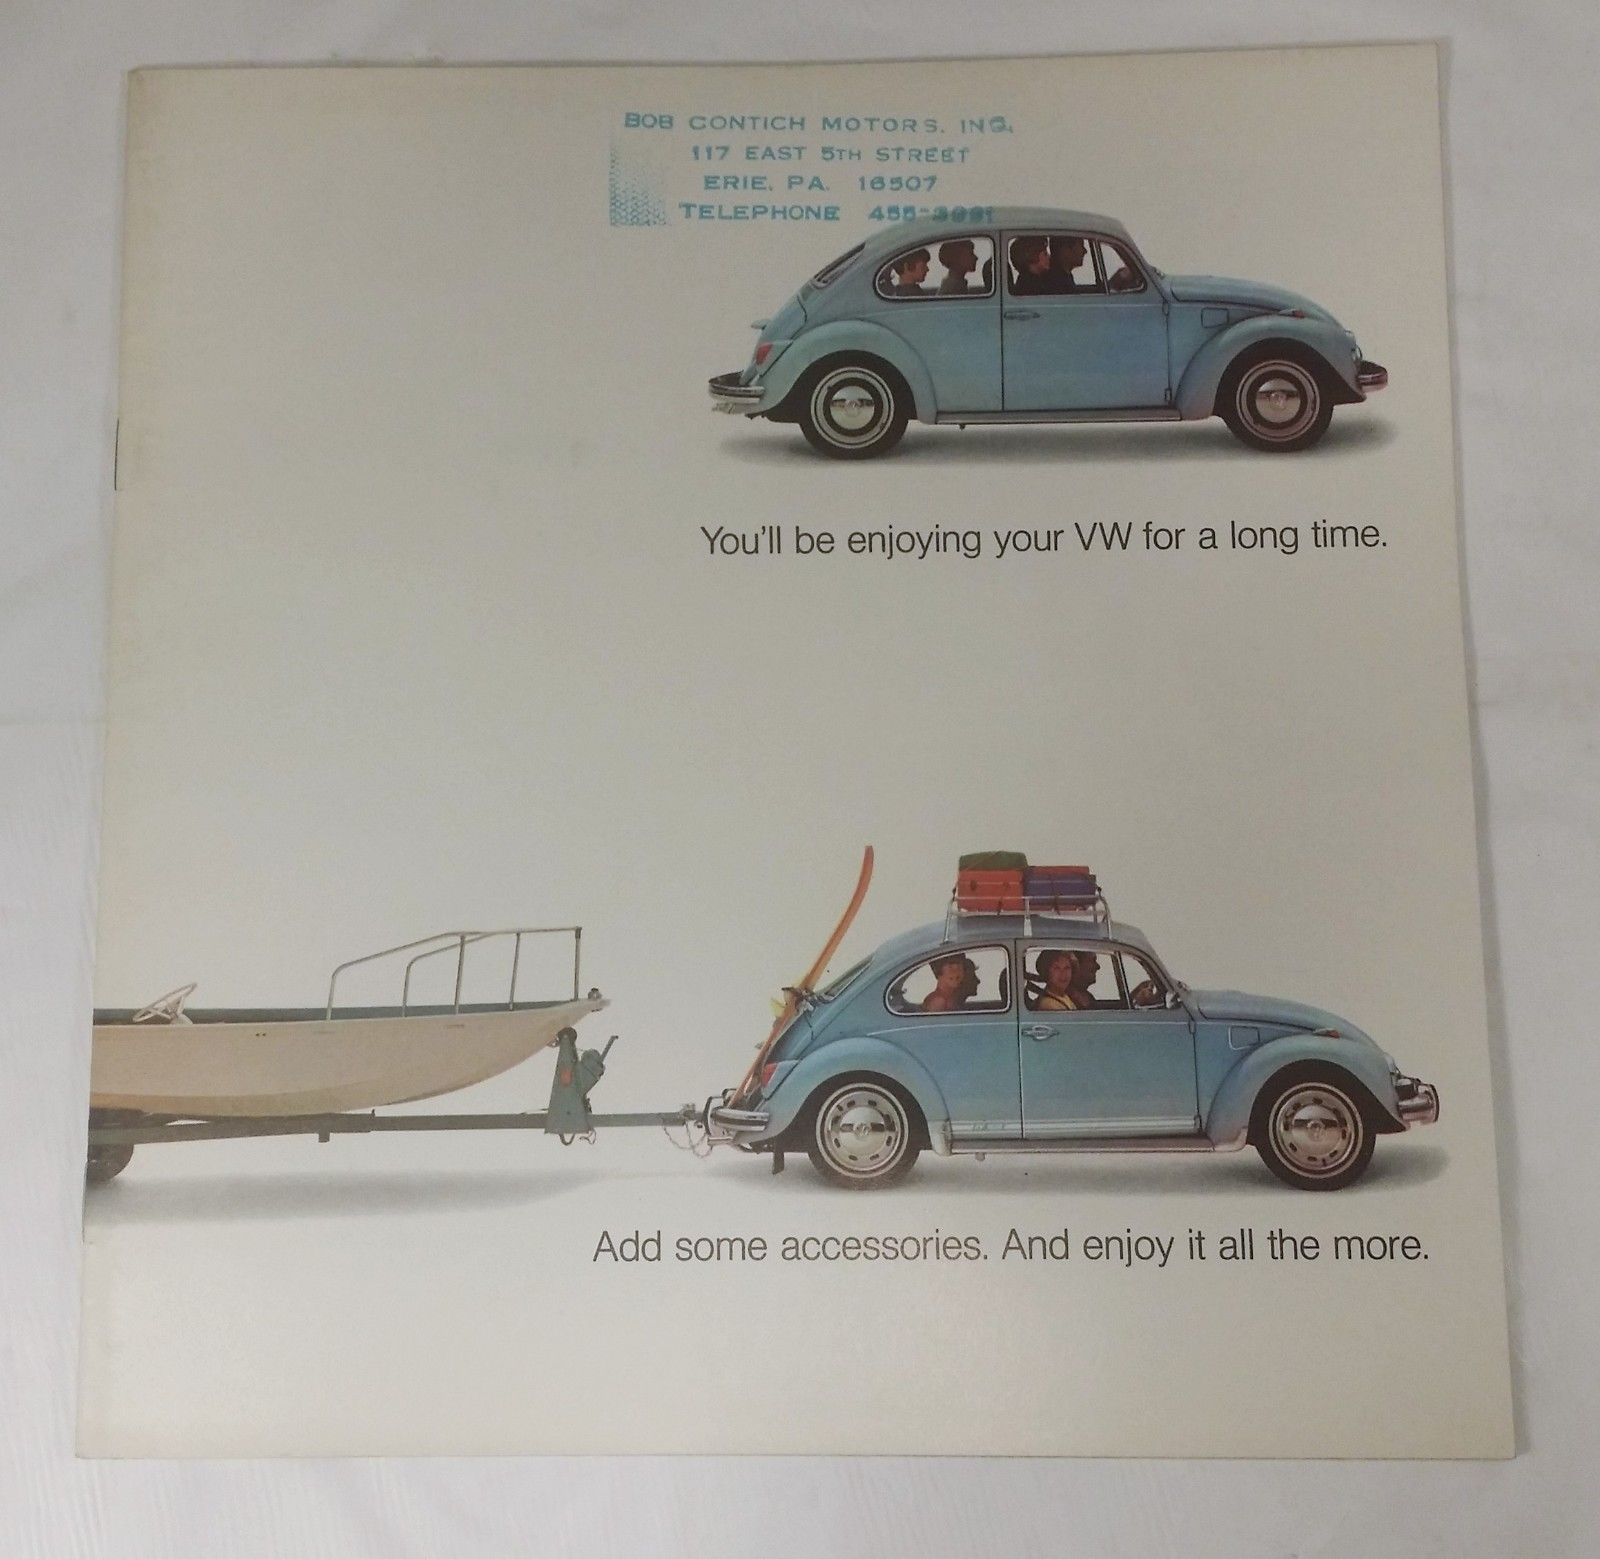 BOB CONTICH MOTORS, INC.
117 EAST 5TH STREET
ERIE, PA. 16507
TELEPHONE
You'll be enjoying your VW for a long time.
Add some accessories. And enjoy it all the more.